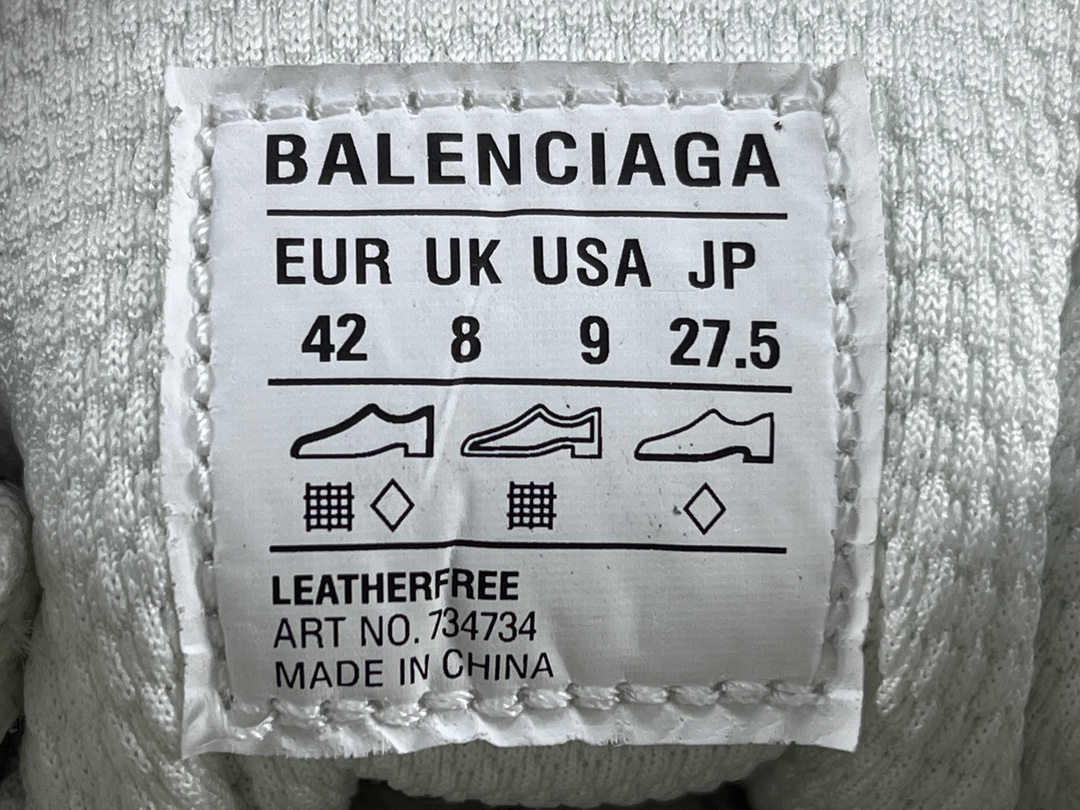 BALENCIAGA
EUR UK USA JP
42 8 9 27.5
LEATHERFREE
ART NO. 734734
MADE IN CHINA